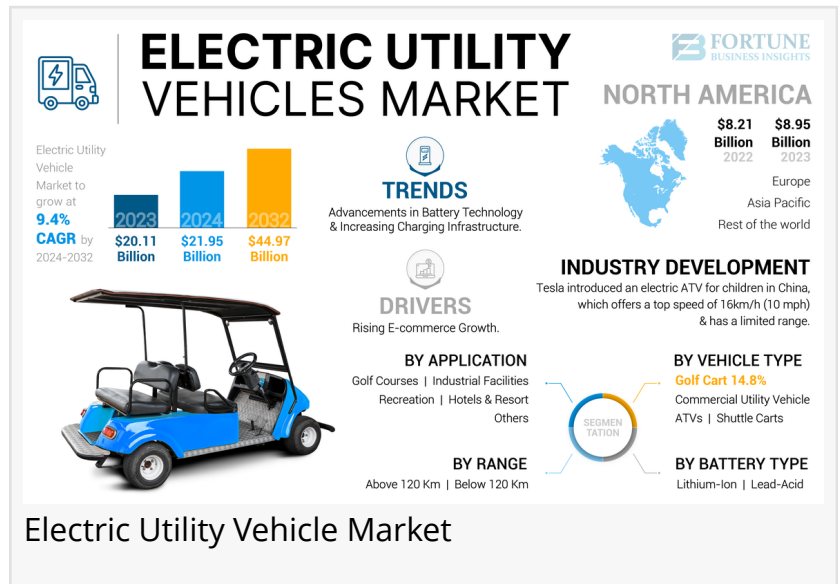 ELECTRIC UTILITY
VEHICLES MARKET
FORTUNE
BUSINESS INSIGHTS
Electric Utility
Vehicle
Market to
grow at
9.4%
CAGR by
2024-2032
2023
2024
2032
$20.11
Billion
$21.95
Billion
$44.97
Billion
TRENDS
Advancements in Battery Technology
& Increasing Charging Infrastructure.
DRIVERS
Rising E-commerce Growth.
NORTH AMERICA
$8.21
Billion
2022
$8.95
Billion
2023
Europe
Asia Pacific
Rest of the world
INDUSTRY DEVELOPMENT
Tesla introduced an electric ATV for children in China,
which offers a top speed of 16km/h (10 mph)
& has a limited range.
BY APPLICATION
Golf Courses | Industrial Facilities
Recreation | Hotels & Resort
Others
BY VEHICLE TYPE
Golf Cart 14.8%
Commercial Utility Vehicle
ATVs | Shuttle Carts
SEGMEN
TATION
BY RANGE
Above 120 Km | Below 120 Km
BY BATTERY TYPE
Lithium-Ion | Lead-Acid
Electric Utility Vehicle Market